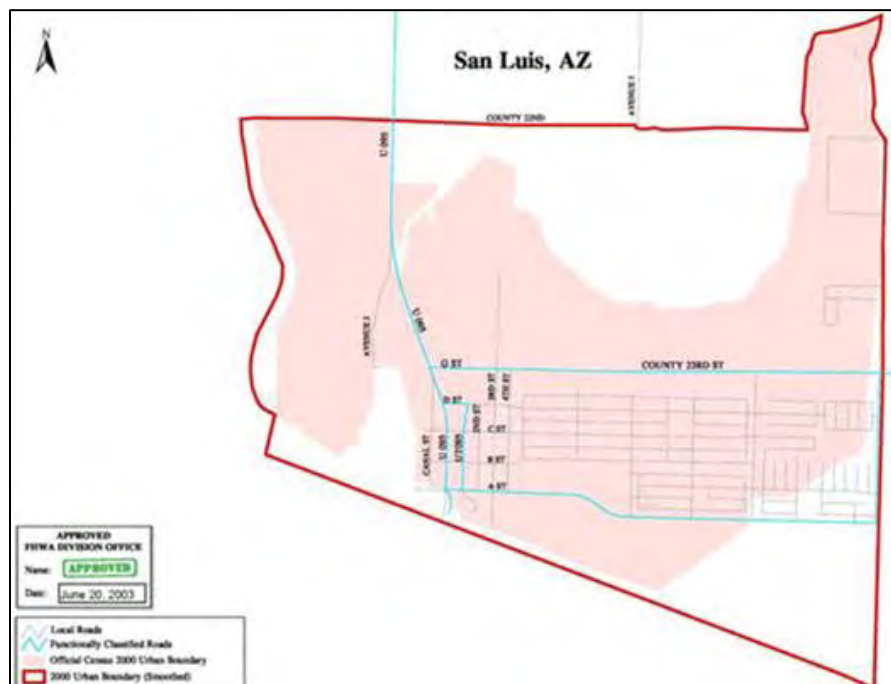 N
San Luis, AZ
AVENUE I
COUNTY 22ND
U 095
AVENUE J
U 095
G ST
COUNTY 23RD ST
3RD ST
4TH ST
D ST
2ND ST
C ST
CANAL ST
U 095
B ST
A ST
APPROVED
FHWA DIVISION OFFICE
Name: APPROVED
Date: June 20, 2003
Local Roads
Functionally Classified Roads
Official Census 2000 Urban Boundary
2000 Urban Boundary (Smoothed)